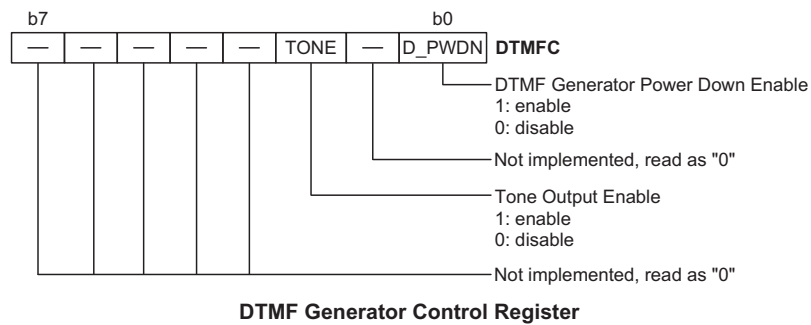 b7 b0
— — — — — TONE — D_PWDN DTMFC
DTMF Generator Power Down Enable
1: enable
0: disable
Not implemented, read as "0"
Tone Output Enable
1: enable
0: disable
Not implemented, read as "0"
DTMF Generator Control Register